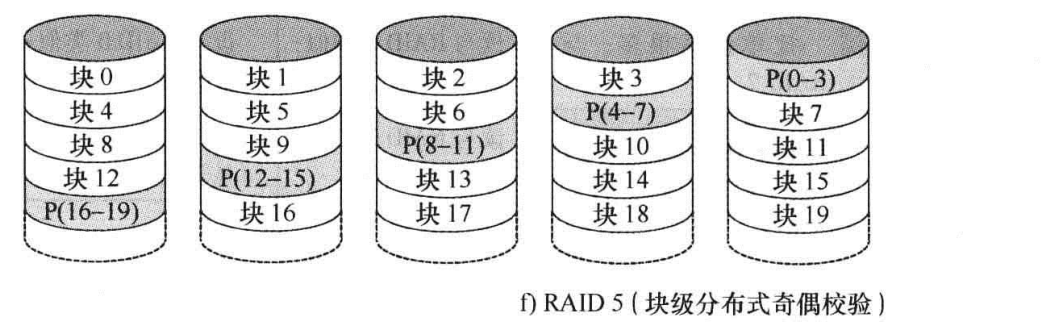 块 0 块 1 块 2 块 3 P(0–3)
块 4 块 5 块 6 P(4–7) 块 7
块 8 块 9 P(8–11) 块 10 块 11
块 12 P(12–15) 块 13 块 14 块 15
P(16–19) 块 16 块 17 块 18 块 19
f) RAID 5 ( 块级分布式奇偶校验 )